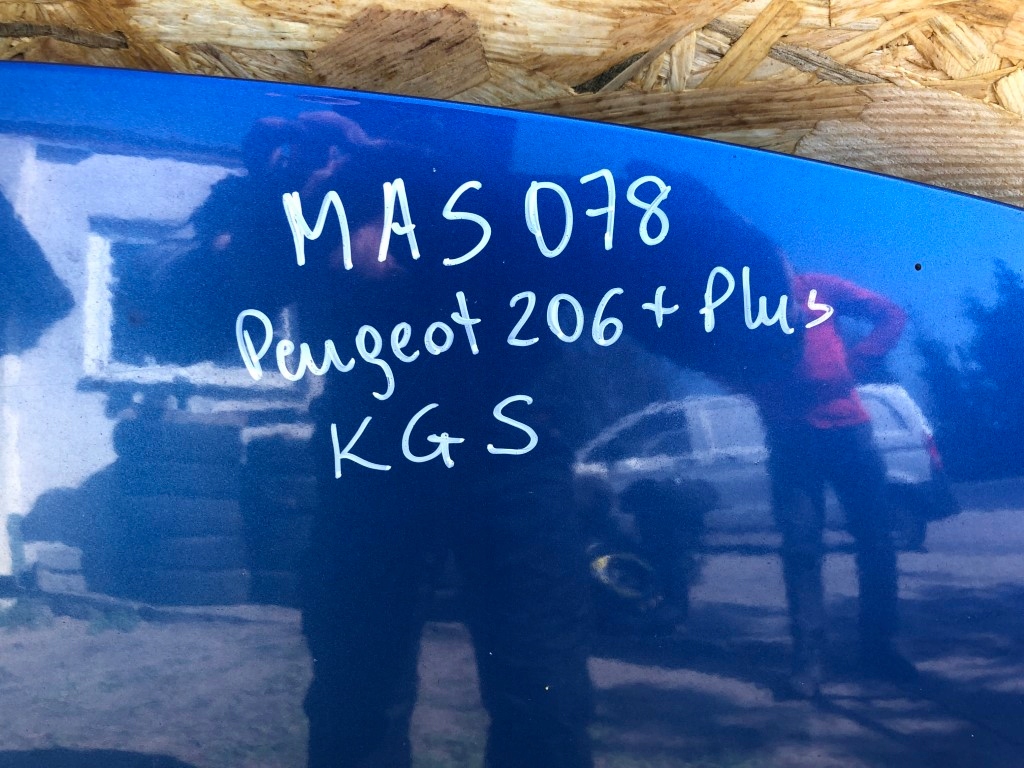 MAS 078
Peugeot 206 + Plus
KGS